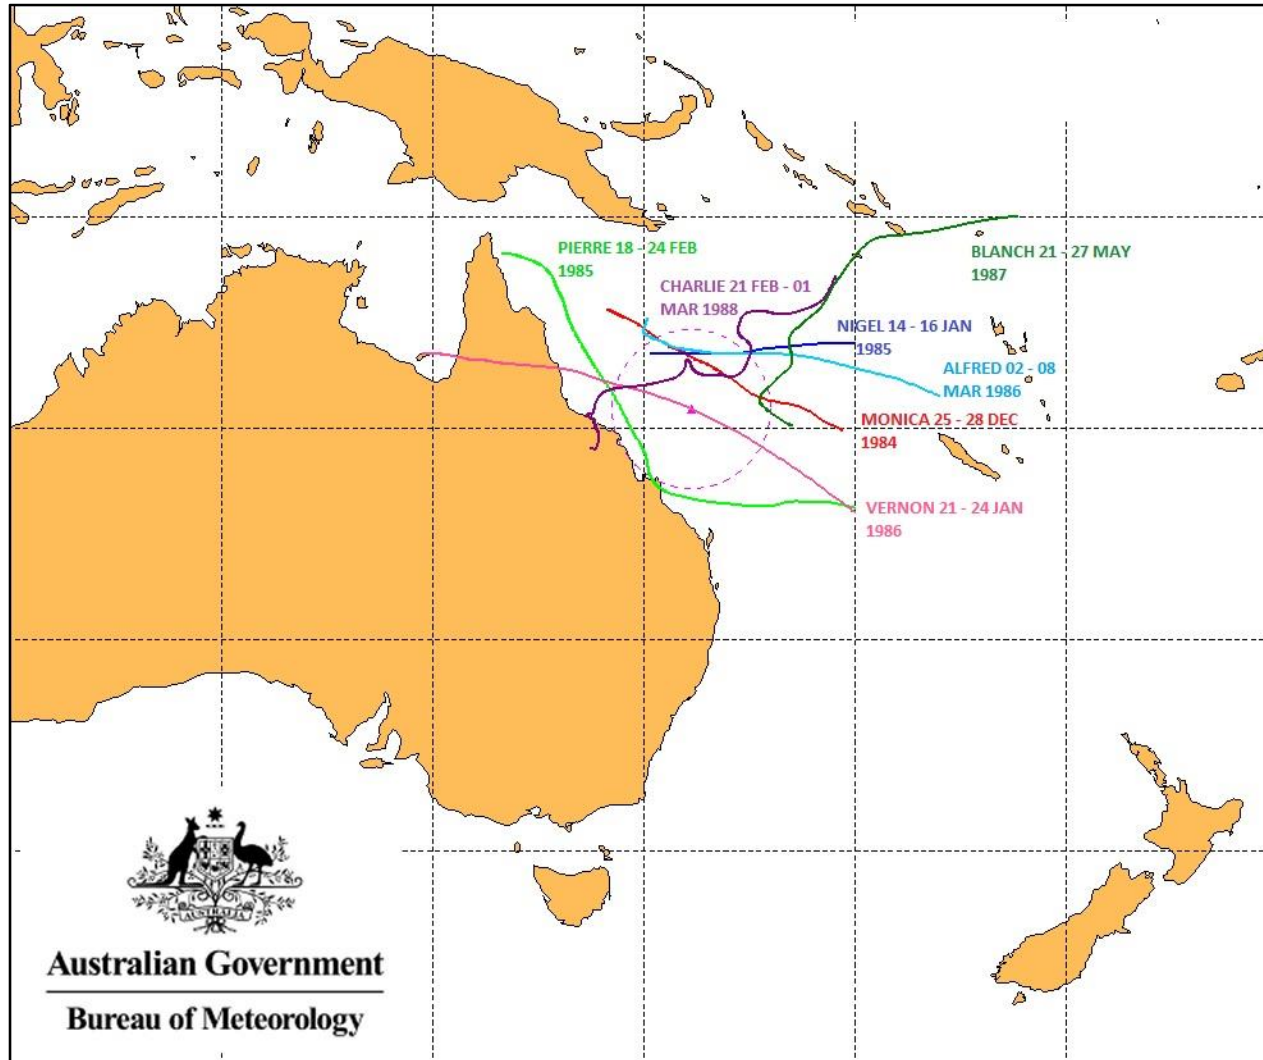 PIERRE 18 - 24 FEB
1985
BLANCH 21 - 27 MAY
1987
CHARLIE 21 FEB - 01
MAR 1988
NIGEL 14 - 16 JAN
1985
ALFRED 02 - 08
MAR 1986
MONICA 25 - 28 DEC
1984
VERNON 21 - 24 JAN
1986
AUSTRALIA
Australian Government
Bureau of Meteorology